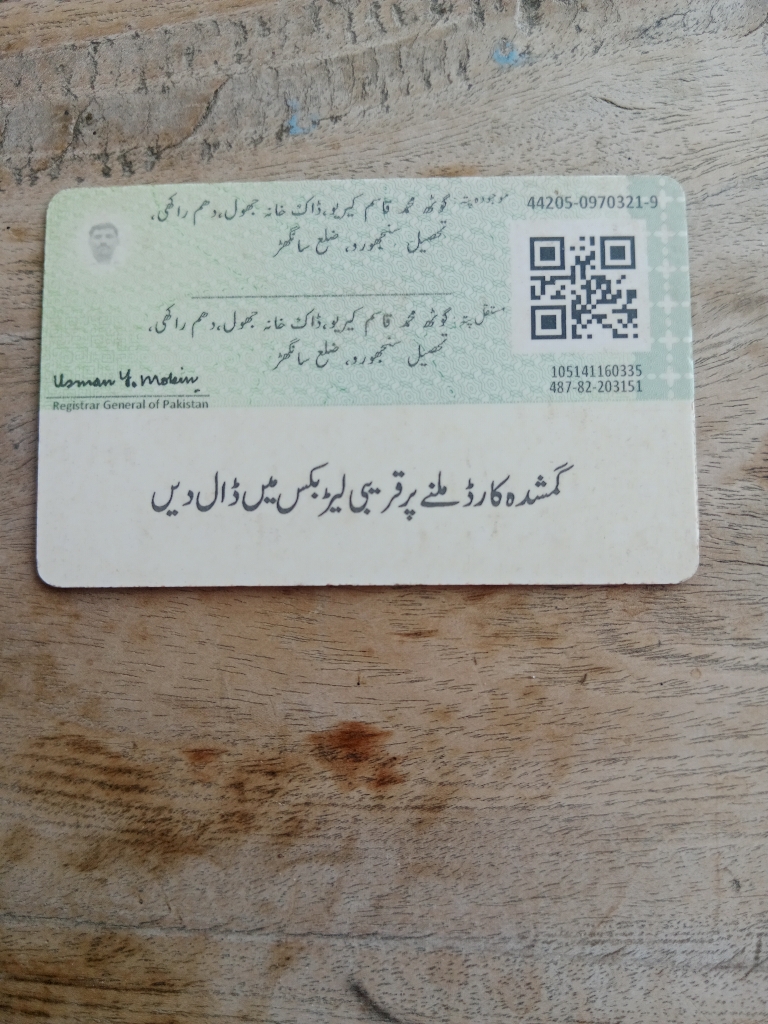 44205-0970321-9
موجودہ پتہ: گوٹھ محمد قاسم کیریو، ڈاک خانہ جھول، دھم راکھی،
تحصیل سنجھورو، ضلع سانگھڑ
مستقل پتہ: گوٹھ محمد قاسم کیریو، ڈاک خانہ جھول، دھم راکھی،
تحصیل سنجھورو، ضلع سانگھڑ
105141160335
487-82-203151
Usman Y. Mobin
Registrar General of Pakistan
گمشدہ کارڈ ملنے پر قریبی لیٹر بکس میں ڈال دیں